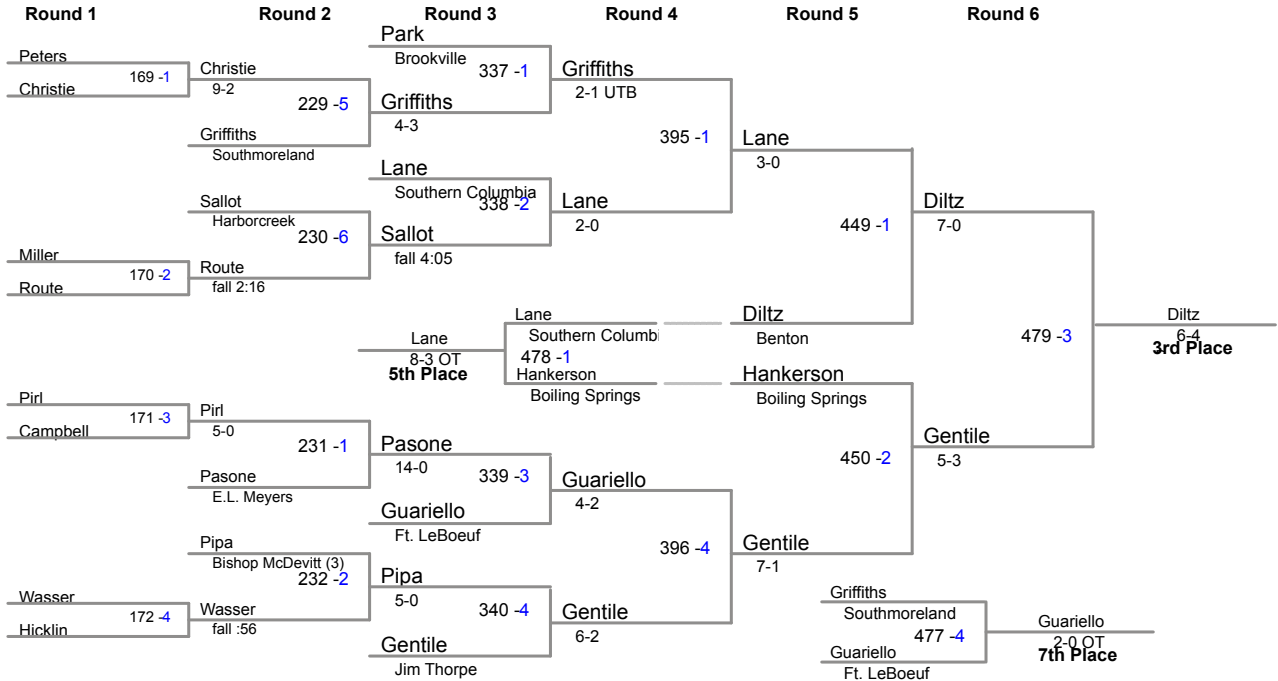 Round 1 Round 2 Round 3 Round 4 Round 5 Round 6
Park
Peters
Brookville
Christie
169 -1
337 -1
Griffiths
Christie
9-2
2-1 UTB
229 -5
Griffiths
4-3
Griffiths
395 -1
Lane
Southmoreland
3-0
Lane
Southern Columbia
Sallot
338 -2
Lane
Diltz
Harborcreek
2-0
7-0
230 -6
Sallot
449 -1
Miller
fall 4:05
170 -2
Route
Route
fall 2:16
Lane
Diltz
Diltz
Southern Columbi
Benton
479 -3
6-4
Lane
3rd Place
8-3 OT
478 -1
5th Place
Hankerson
Hankerson
Boiling Springs
Boiling Springs
Pirl
171 -3
Pirl
Campbell
5-0
231 -1
Pasone
Gentile
14-0
450 -2
5-3
Pasone
339 -3
Guariello
E.L. Meyers
4-2
Guariello
Ft. LeBoeuf
Pipa
396 -4
Gentile
Bishop McDevitt (3)
7-1
232 -2
Pipa
Wasser
5-0
Griffiths
172 -4
Wasser
340 -4
Gentile
Southmoreland
Hicklin
fall :56
6-2
477 -4
Guariello
2-0 OT
Gentile
Guariello
7th Place
Jim Thorpe
Ft. LeBoeuf